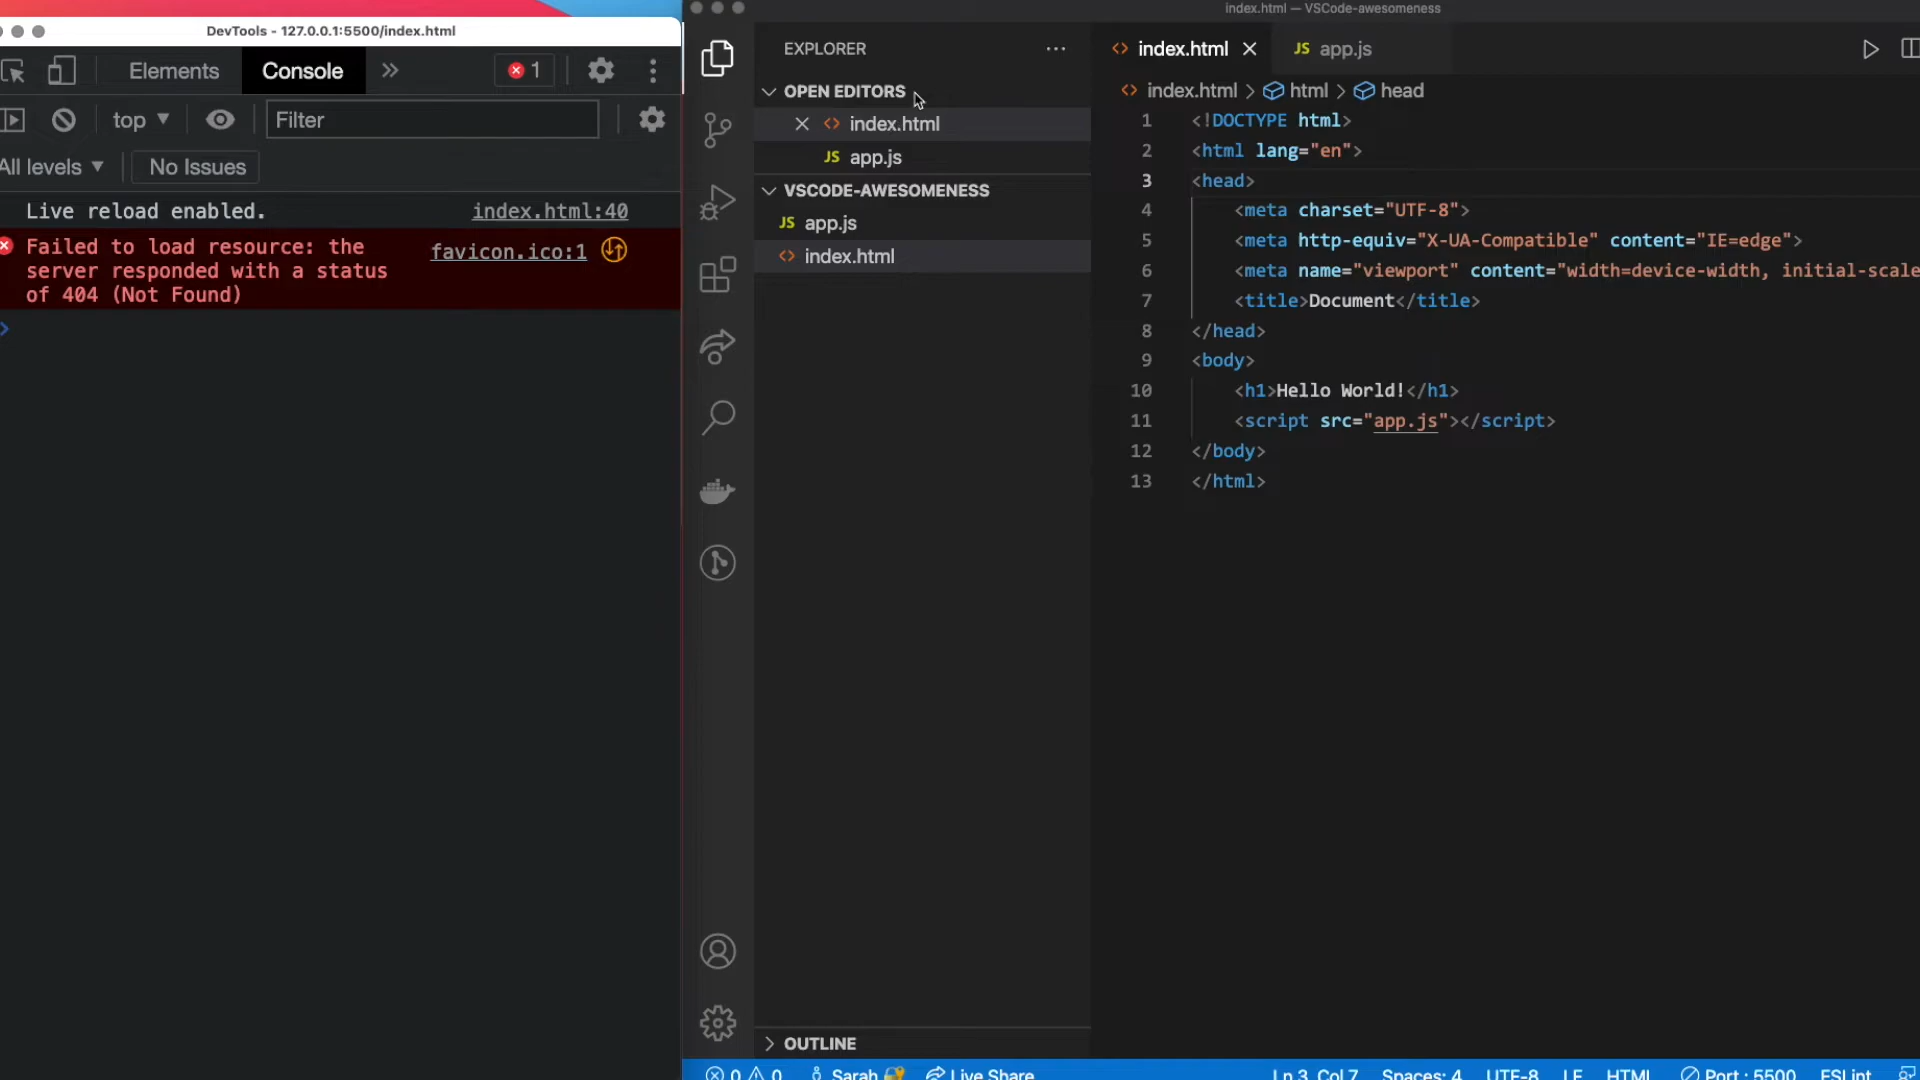 DevTools - 127.0.0.1:5500/index.html
Elements
Console
1
top
Filter
All levels
No Issues
Live reload enabled. index.html:40
Failed to load resource: the favicon.ico:1
server responded with a status
of 404 (Not Found)
index.html — VSCode-awesomeness
EXPLORER
OPEN EDITORS
index.html
JS app.js
VSCODE-AWESOMENESS
JS app.js
index.html
OUTLINE
index.html
JS app.js
index.html > html > head
1 <!DOCTYPE html>
2 <html lang="en">
3 <head>
4 <meta charset="UTF-8">
5 <meta http-equiv="X-UA-Compatible" content="IE=edge">
6 <meta name="viewport" content="width=device-width, initial-scale
7 <title>Document</title>
8 </head>
9 <body>
10 <h1>Hello World!</h1>
11 <script src="app.js"></script>
12 </body>
13 </html>
0 0 Sarah Live Share Ln 3, Col 7 Spaces: 4 UTF-8 LF HTML Port : 5500 ESLint